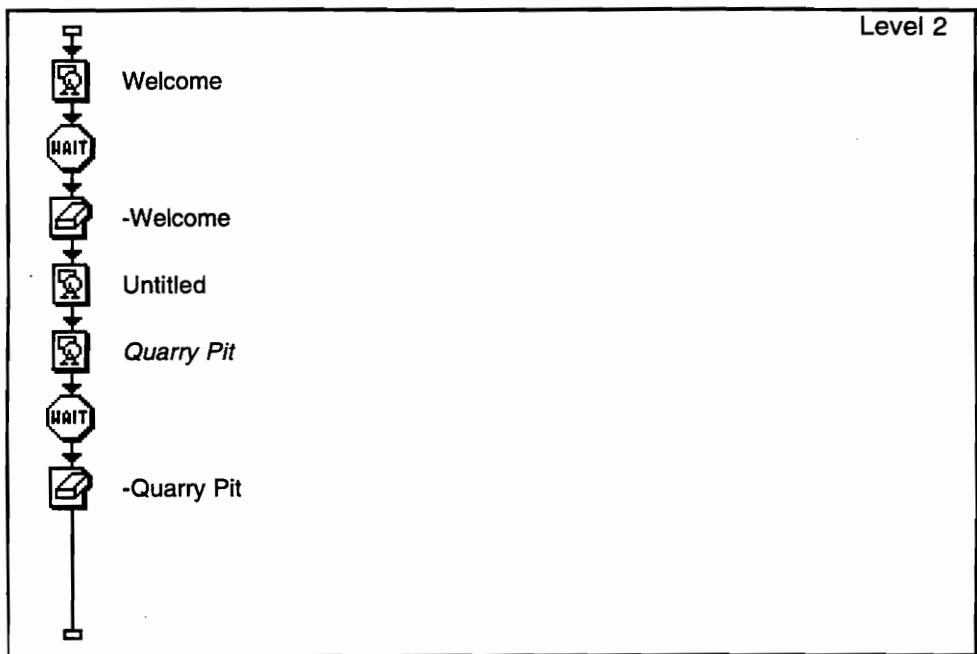 Level 2
Welcome
WAIT
-Welcome
Untitled
Quarry Pit
WAIT
-Quarry Pit